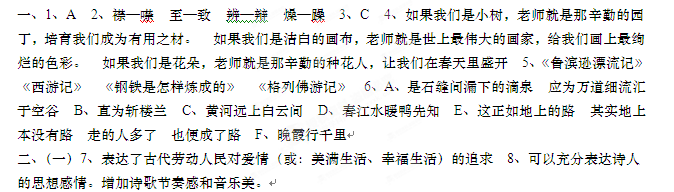 一、1、A　2、襟—噤　至—致　辨—辩　燥—躁　3、C　4、如果我们是小树，老师就是那辛勤的园
丁，培育我们成为有用之材。　如果我们是洁白的画布，老师就是世上最伟大的画家，给我们画上最绚
烂的色彩。　如果我们是花朵，老师就是那辛勤的种花人，让我们在春天里盛开　5、《鲁滨逊漂流记》
《西游记》　《钢铁是怎样炼成的》　《格列佛游记》　6、A、是石缝间漏下的滴泉　应为万道细流汇
于空谷　B、直为斩楼兰　C、黄河远上白云间　D、春江水暖鸭先知　E、这正如地上的路　其实地上
本没有路　走的人多了　也便成了路　F、晚霞行千里
二、（一）7、表达了古代劳动人民对爱情（或：美满生活、幸福生活）的追求　8、可以充分表达诗人
的思想感情。增加诗歌节奏感和音乐美。